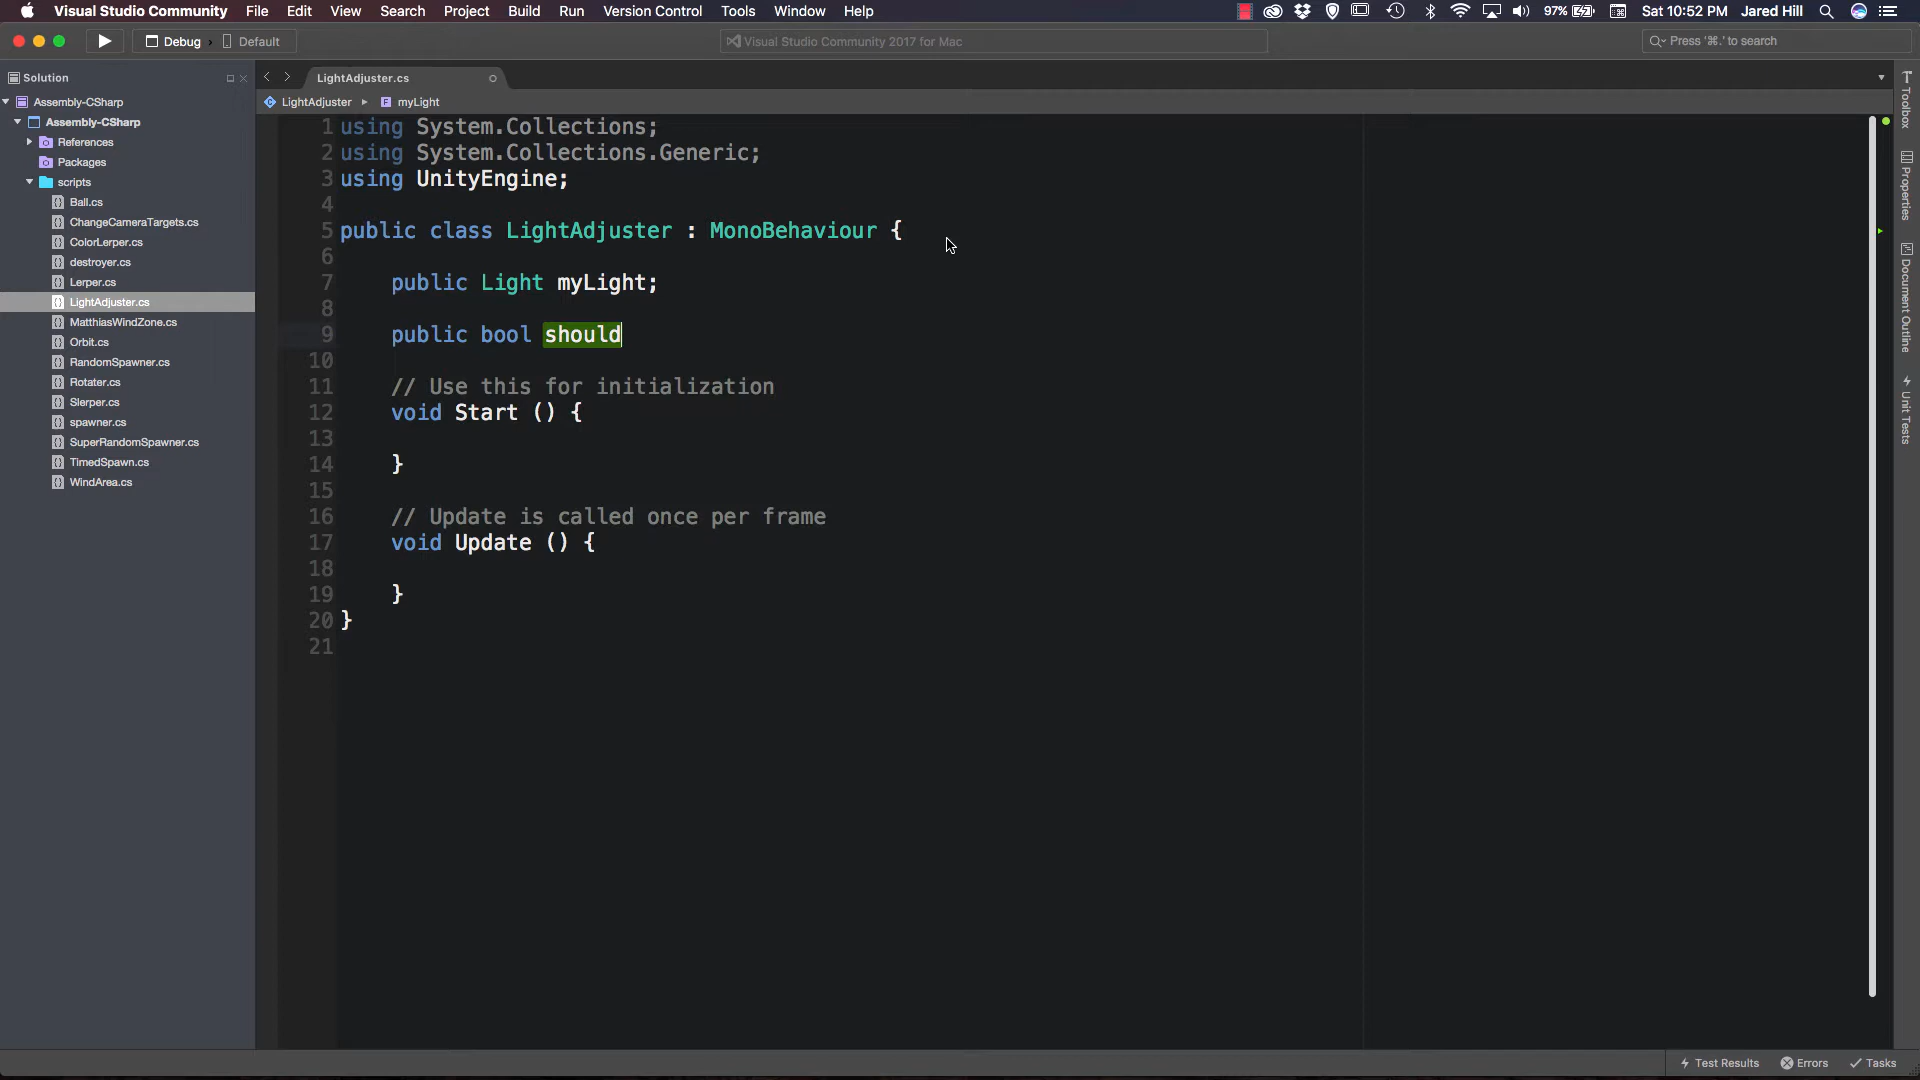 Visual Studio Community File Edit View Search Project Build Run Version Control Tools Window Help 97% Sat 10:52 PM Jared Hill
Debug › Default Visual Studio Community 2017 for Mac Press '⌘.' to search
Solution
LightAdjuster.cs
LightAdjuster ▸ myLight
Assembly-CSharp
Assembly-CSharp
References
Packages
scripts
Ball.cs
ChangeCameraTargets.cs
ColorLerper.cs
destroyer.cs
Lerper.cs
LightAdjuster.cs
MatthiasWindZone.cs
Orbit.cs
RandomSpawner.cs
Rotater.cs
Slerper.cs
spawner.cs
SuperRandomSpawner.cs
TimedSpawn.cs
WindArea.cs
1 using System.Collections;
2 using System.Collections.Generic;
3 using UnityEngine;
4
5 public class LightAdjuster : MonoBehaviour {
6
7 public Light myLight;
8
9 public bool should
10
11 // Use this for initialization
12 void Start () {
13
14 }
15
16 // Update is called once per frame
17 void Update () {
18
19 }
20 }
21
Toolbox
Properties
Document Outline
Unit Tests
Test Results Errors Tasks